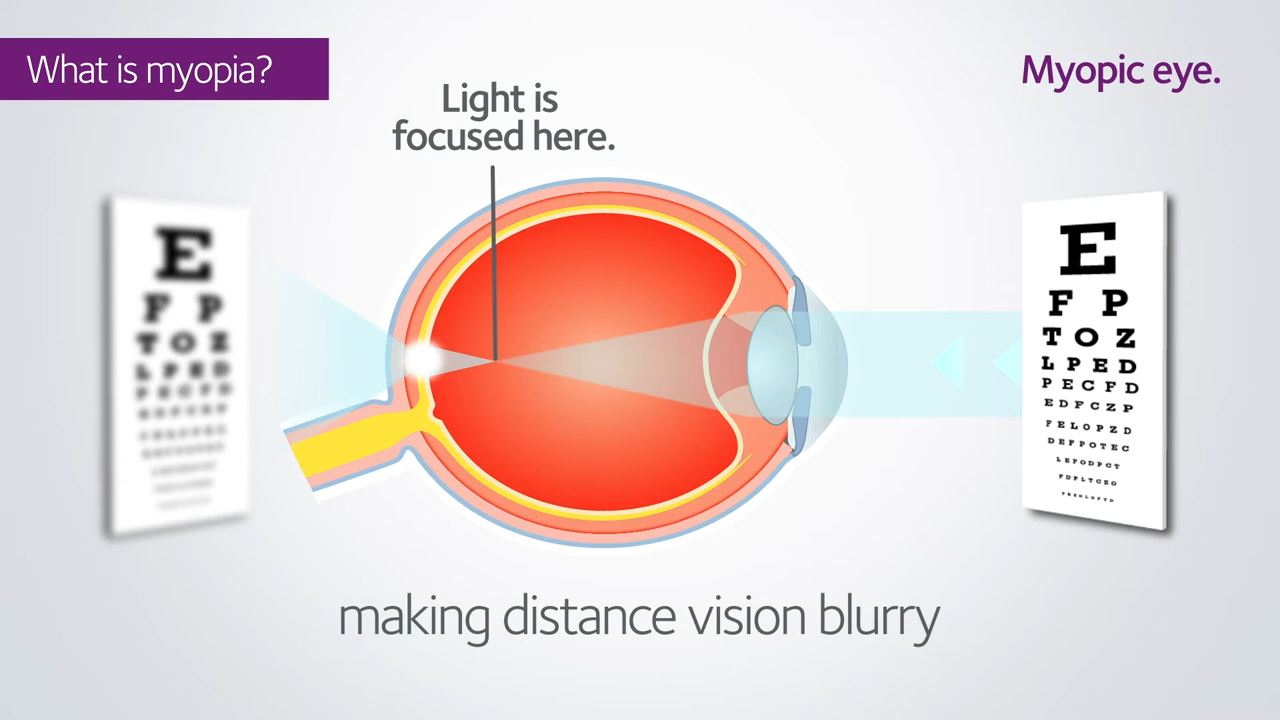 What is myopia?
Myopic eye.
Light is
focused here.
E
F P
T O Z
L P E D
P E C F D
E
F P
T O Z
L P E D
P E C F D
E D F C Z P
F E L O P Z D
D E F P O T E C
L E F O D P C T
F D P L T C E O
making distance vision blurry